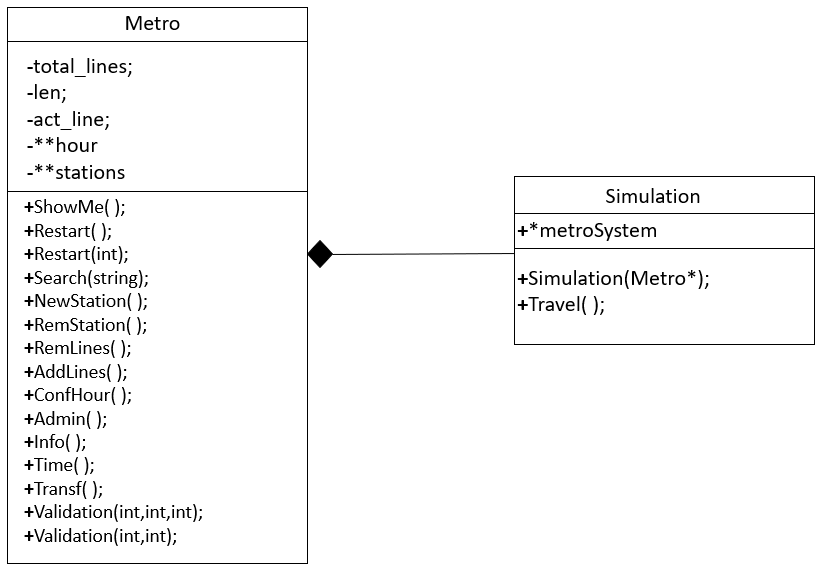 Metro
-total_lines;
-len;
-act_line;
-**hour
-**stations
+ShowMe( );
+Restart( );
+Restart(int);
+Search(string);
+NewStation( );
+RemStation( );
+RemLines( );
+AddLines( );
+ConfHour( );
+Admin( );
+Info( );
+Time( );
+Transf( );
+Validation(int,int,int);
+Validation(int,int);
Simulation
+*metroSystem
+Simulation(Metro*);
+Travel( );